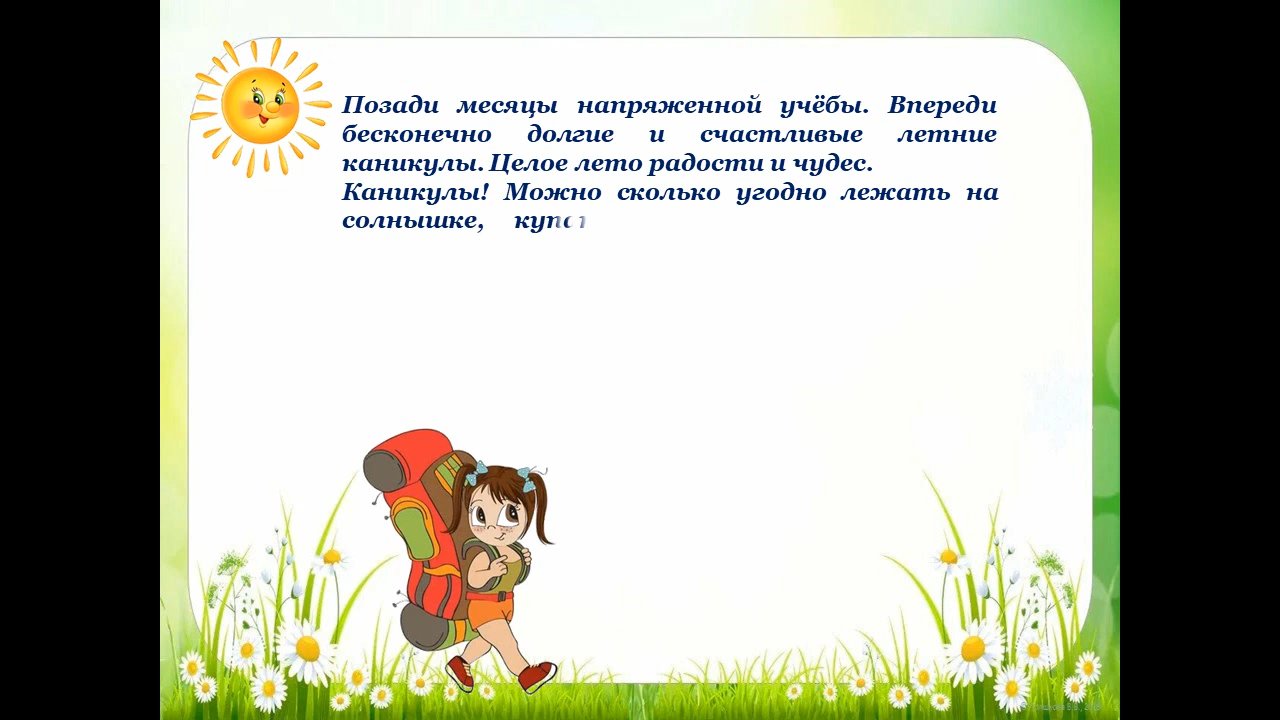 Позади месяцы напряженной учёбы. Впереди
бесконечно долгие и счастливые летние
каникулы. Целое лето радости и чудес.
Каникулы! Можно сколько угодно лежать на
солнышке,